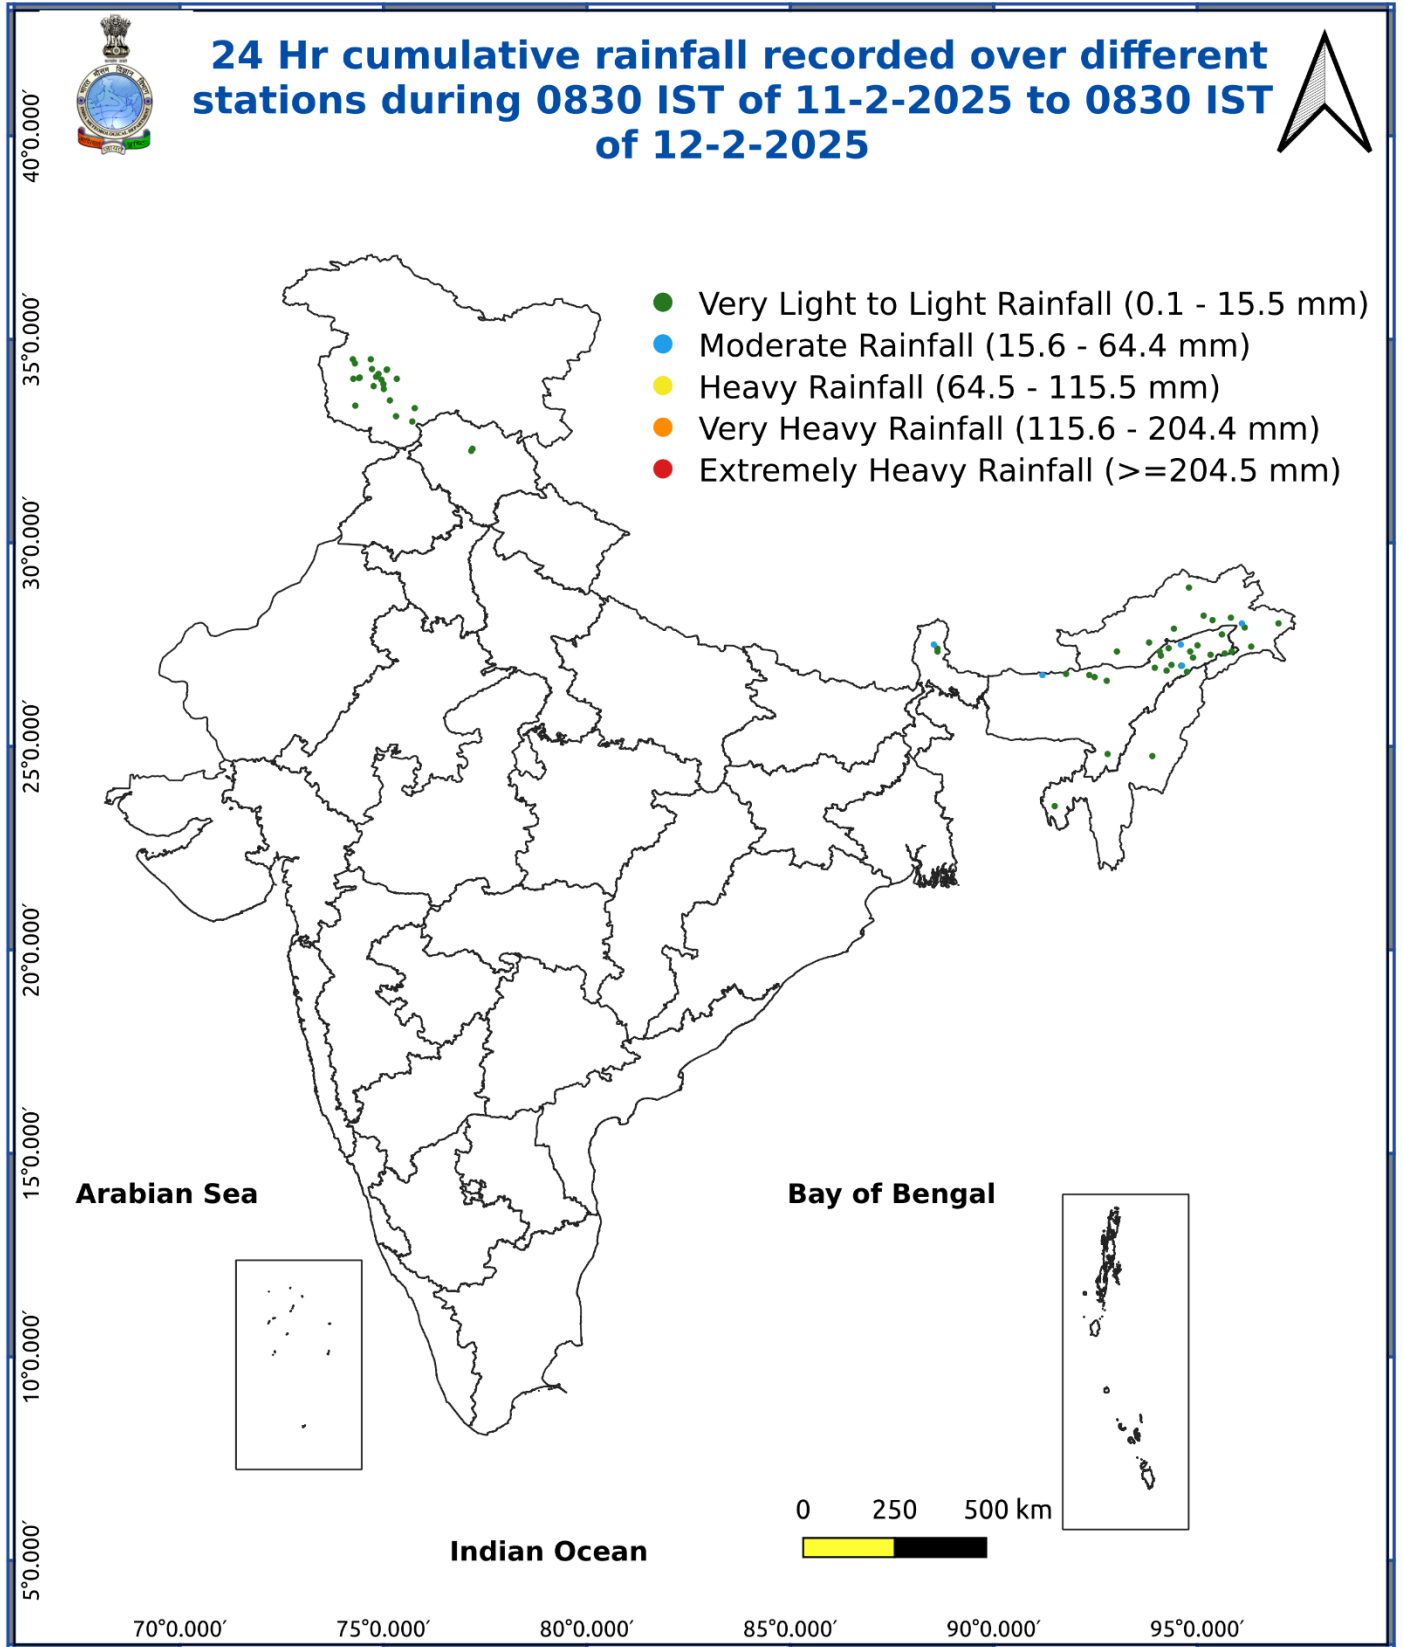 24 Hr cumulative rainfall recorded over different
stations during 0830 IST of 11-2-2025 to 0830 IST
of 12-2-2025
Very Light to Light Rainfall (0.1 - 15.5 mm)
Moderate Rainfall (15.6 - 64.4 mm)
Heavy Rainfall (64.5 - 115.5 mm)
Very Heavy Rainfall (115.6 - 204.4 mm)
Extremely Heavy Rainfall (>=204.5 mm)
40°0.000′
35°0.000′
30°0.000′
25°0.000′
20°0.000′
15°0.000′
10°0.000′
5°0.000′
Arabian Sea
Bay of Bengal
Indian Ocean
0 250 500 km
70°0.000′ 75°0.000′ 80°0.000′ 85°0.000′ 90°0.000′ 95°0.000′